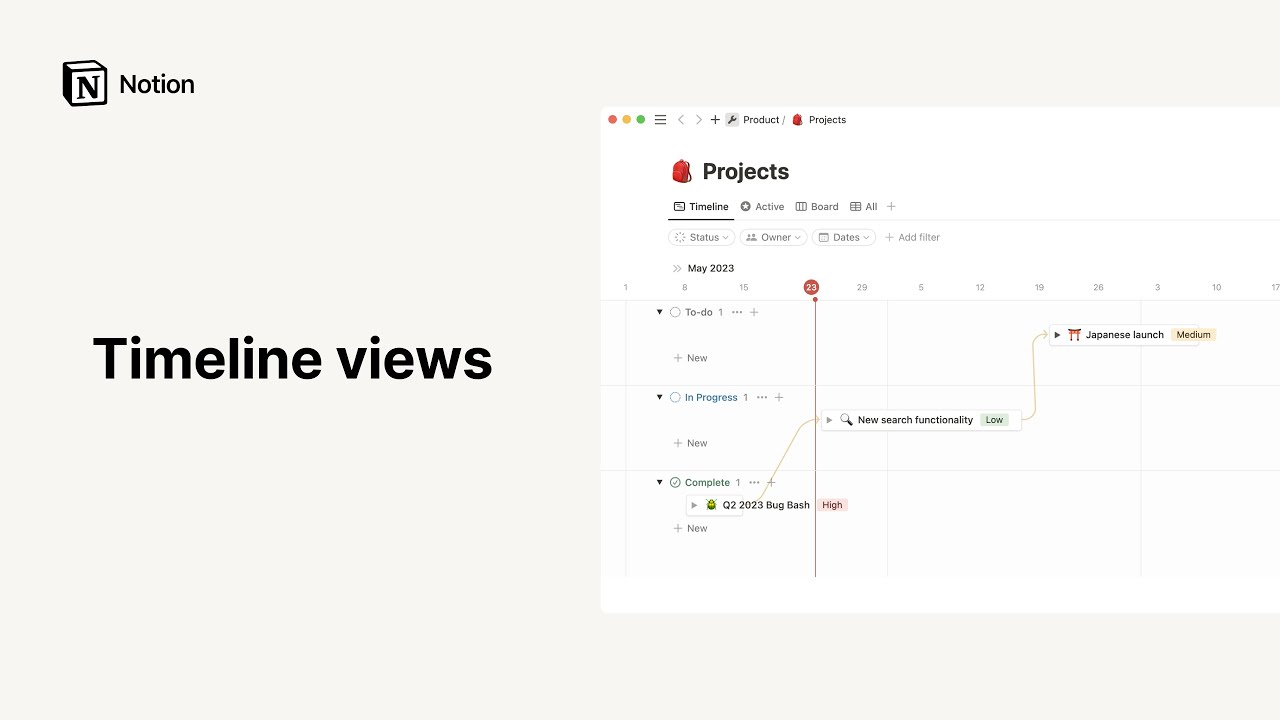 N Notion
Timeline views
Product / Projects
Projects
Timeline Active Board All
Status Owner Dates Add filter
May 2023
1 8 15 23 29 5 12 19 26 3 10 17
To-do 1
Japanese launch Medium
New
In Progress 1
New search functionality Low
New
Complete 1
Q2 2023 Bug Bash High
New